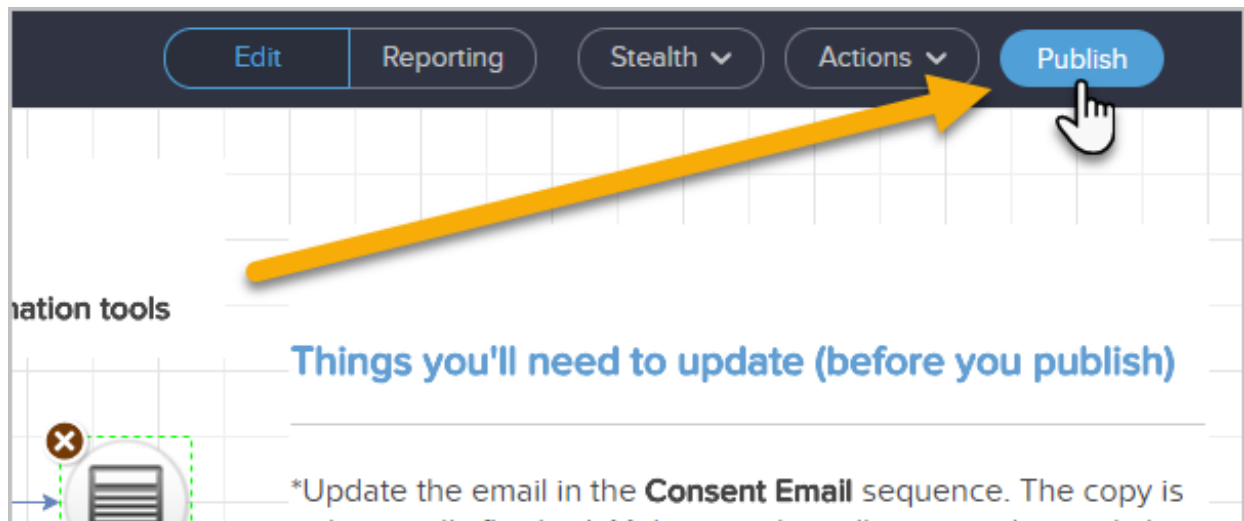 Edit Reporting Stealth Actions Publish
nation tools
Things you'll need to update (before you publish)
*Update the email in the Consent Email sequence. The copy is